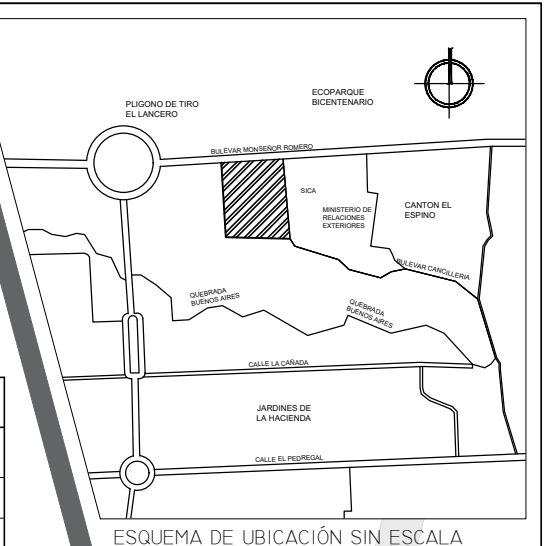 PLIGONO DE TIRO
EL LANCERO
ECOPARQUE
BICENTENARIO
BULEVAR MONSEÑOR ROMERO
SICA
MINISTERIO DE
RELACIONES
EXTERIORES
CANTON EL
ESPINO
BULEVAR CANCILLERIA
QUEBRADA
BUENOS AIRES
QUEBRADA
BUENOS AIRES
CALLE LA CAÑADA
JARDINES DE
LA HACIENDA
CALLE EL PEDREGAL
ESQUEMA DE UBICACIÓN SIN ESCALA